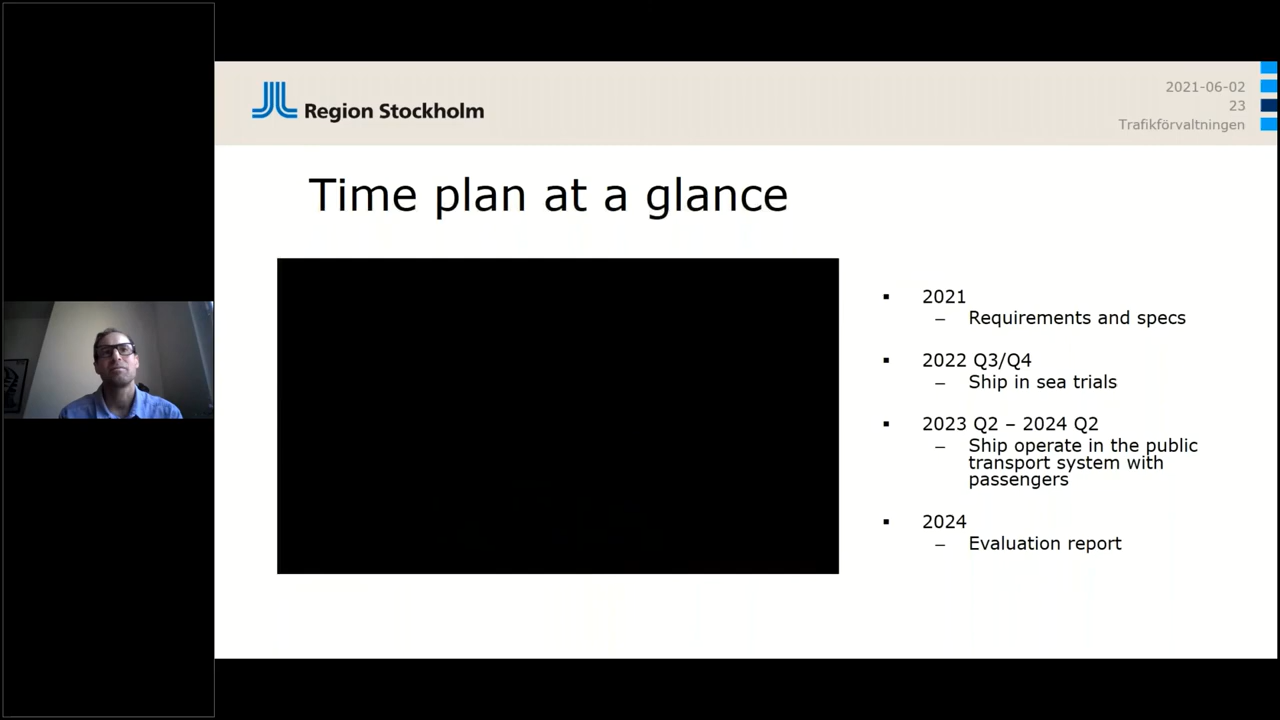 Region Stockholm
2021-06-02
23
Trafikförvaltningen
Time plan at a glance
▪ 2021
– Requirements and specs
▪ 2022 Q3/Q4
– Ship in sea trials
▪ 2023 Q2 – 2024 Q2
– Ship operate in the public
transport system with
passengers
▪ 2024
– Evaluation report